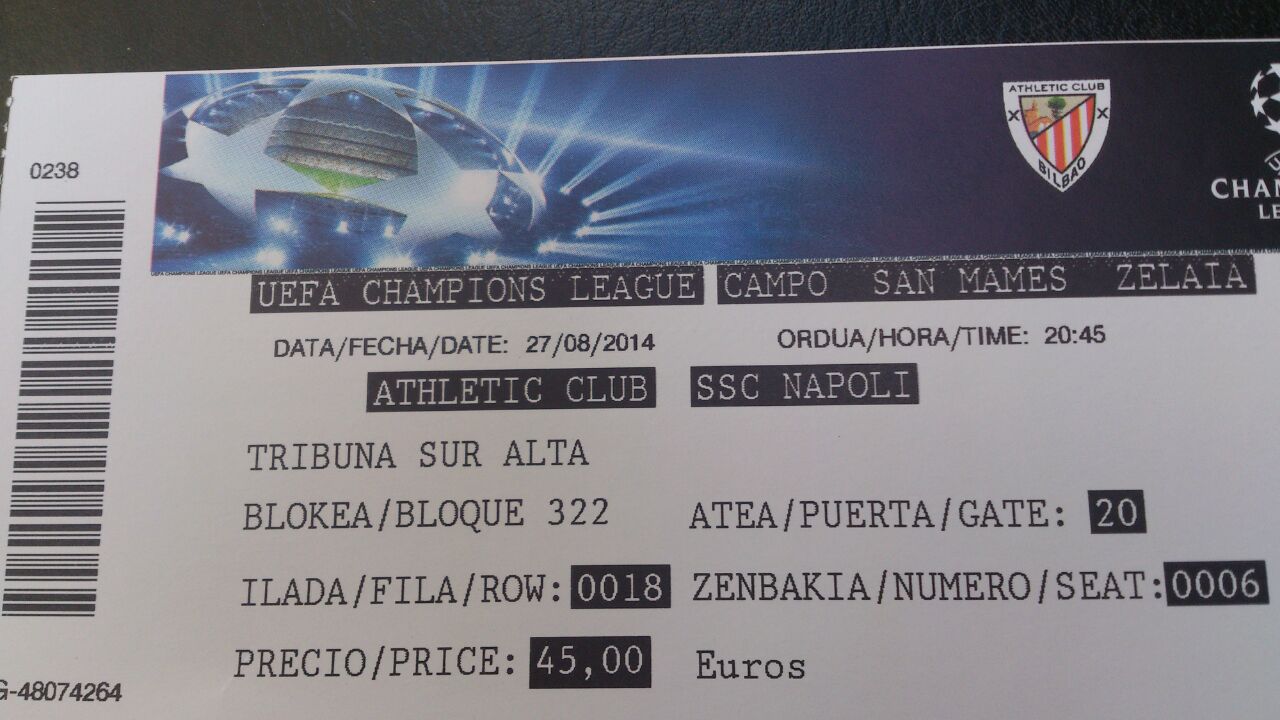 0238
ATHLETIC CLUB
BILBAO
UEFA CHAMPIONS LEAGUE CAMPO SAN MAMES ZELAIA
DATA/FECHA/DATE: 27/08/2014 ORDUA/HORA/TIME: 20:45
ATHLETIC CLUB SSC NAPOLI
TRIBUNA SUR ALTA
BLOKEA/BLOQUE 322 ATEA/PUERTA/GATE: 20
ILADA/FILA/ROW: 0018 ZENBAKIA/NUMERO/SEAT: 0006
PRECIO/PRICE: 45,00 Euros
G-48074264